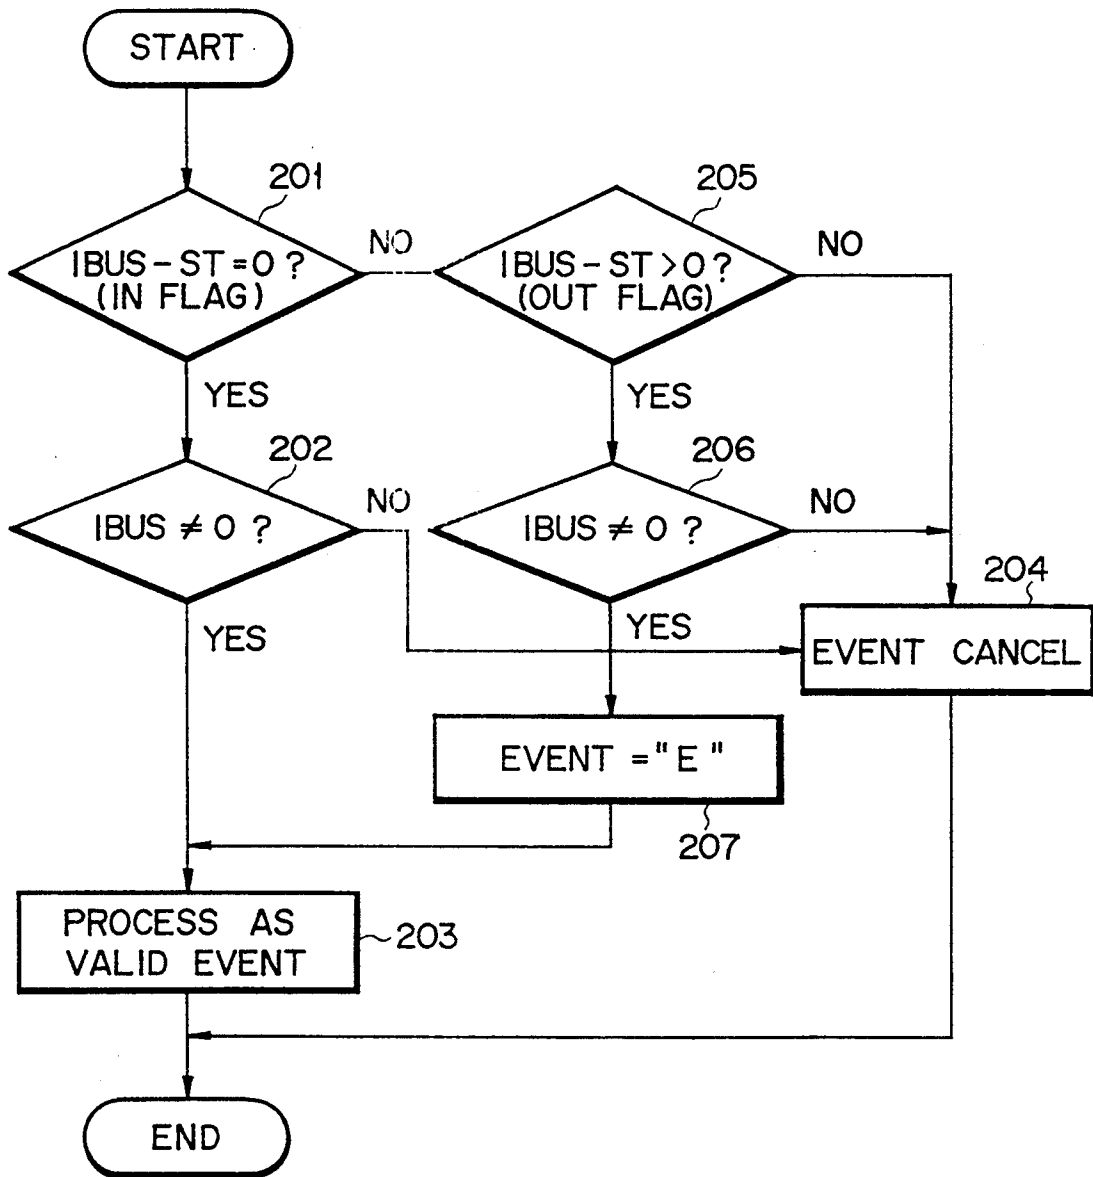 START
201
205
IBUS-ST=0?
(IN FLAG)
NO
IBUS-ST>0?
(OUT FLAG)
NO
YES
YES
202
206
IBUS ≠ 0 ?
NO
IBUS ≠ 0 ?
NO
204
YES
YES
EVENT CANCEL
EVENT = "E"
207
PROCESS AS
VALID EVENT
203
END